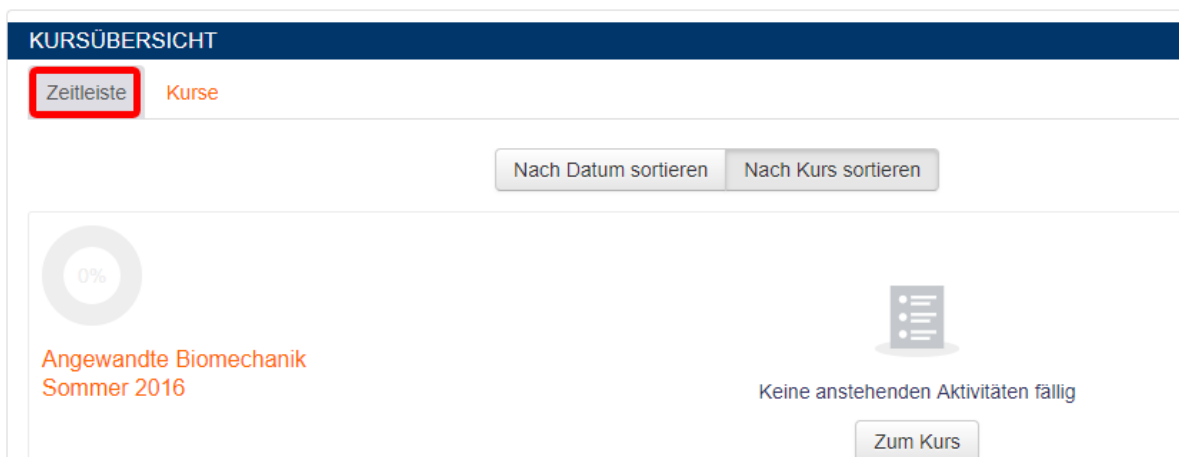 KURSÜBERSICHT
Zeitleiste Kurse
Nach Datum sortieren Nach Kurs sortieren
0%
Angewandte Biomechanik
Sommer 2016
Keine anstehenden Aktivitäten fällig
Zum Kurs